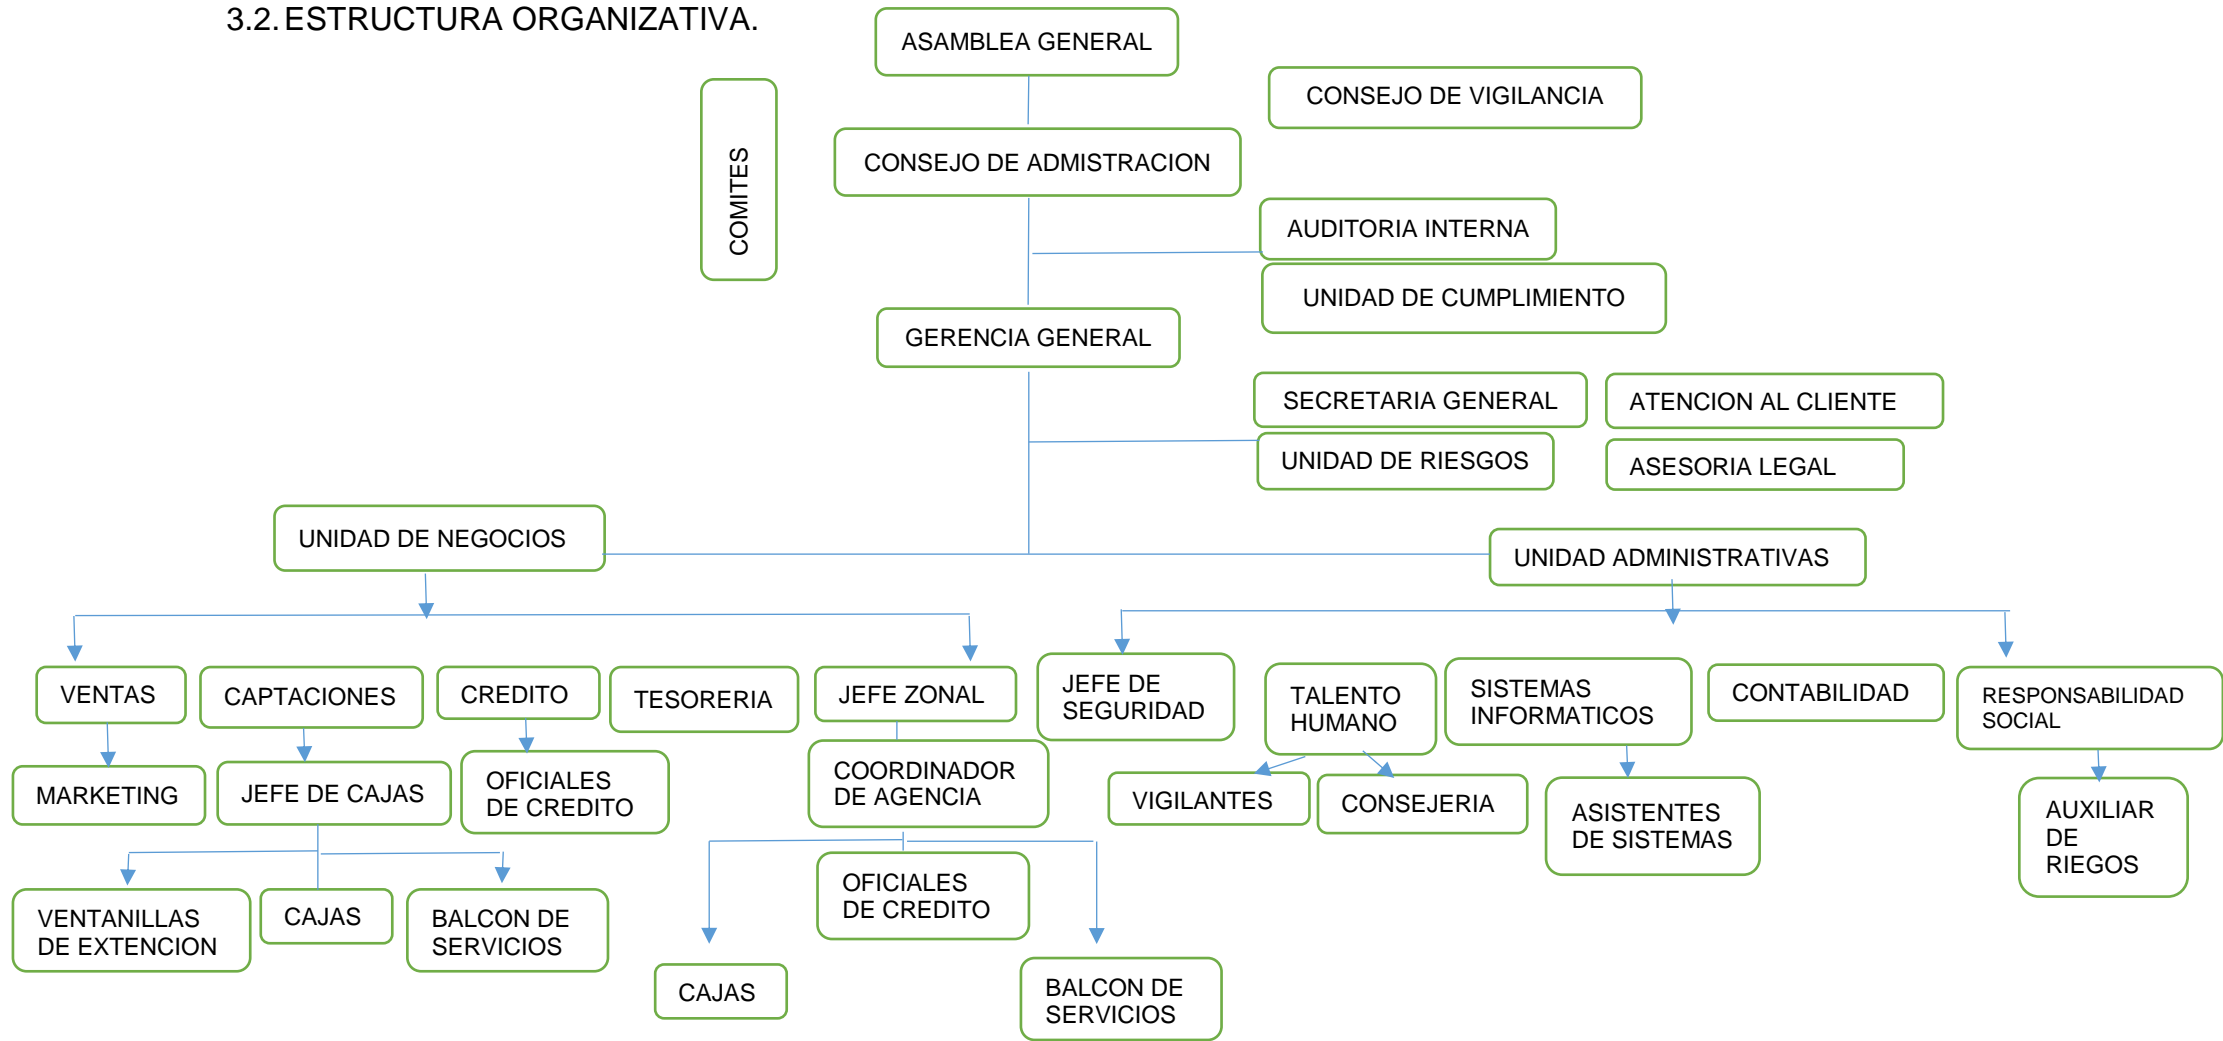 3.2. ESTRUCTURA ORGANIZATIVA.
ASAMBLEA GENERAL
CONSEJO DE VIGILANCIA
COMITES
CONSEJO DE ADMISTRACION
AUDITORIA INTERNA
UNIDAD DE CUMPLIMIENTO
GERENCIA GENERAL
SECRETARIA GENERAL
ATENCION AL CLIENTE
UNIDAD DE RIESGOS
ASESORIA LEGAL
UNIDAD DE NEGOCIOS
UNIDAD ADMINISTRATIVAS
VENTAS
CAPTACIONES
CREDITO
TESORERIA
JEFE ZONAL
JEFE DE
SEGURIDAD
TALENTO
HUMANO
SISTEMAS
INFORMATICOS
CONTABILIDAD
RESPONSABILIDAD
SOCIAL
MARKETING
JEFE DE CAJAS
OFICIALES
DE CREDITO
COORDINADOR
DE AGENCIA
VIGILANTES
CONSEJERIA
ASISTENTES
DE SISTEMAS
AUXILIAR
DE
RIEGOS
VENTANILLAS
DE EXTENCION
CAJAS
BALCON DE
SERVICIOS
OFICIALES
DE CREDITO
CAJAS
BALCON DE
SERVICIOS